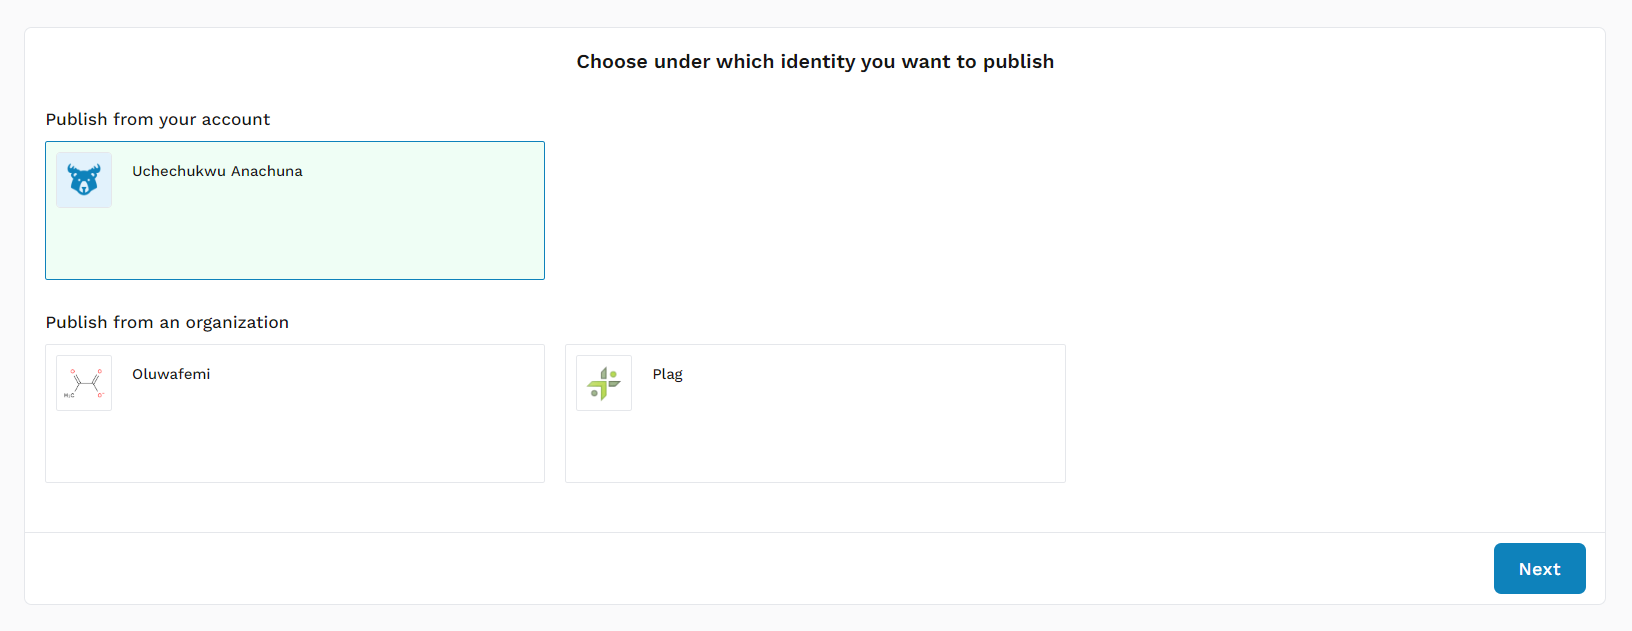 Choose under which identity you want to publish
Publish from your account
Uchechukwu Anachuna
Publish from an organization
Oluwafemi
H₃C
O
O
O⁻
Plag
Next